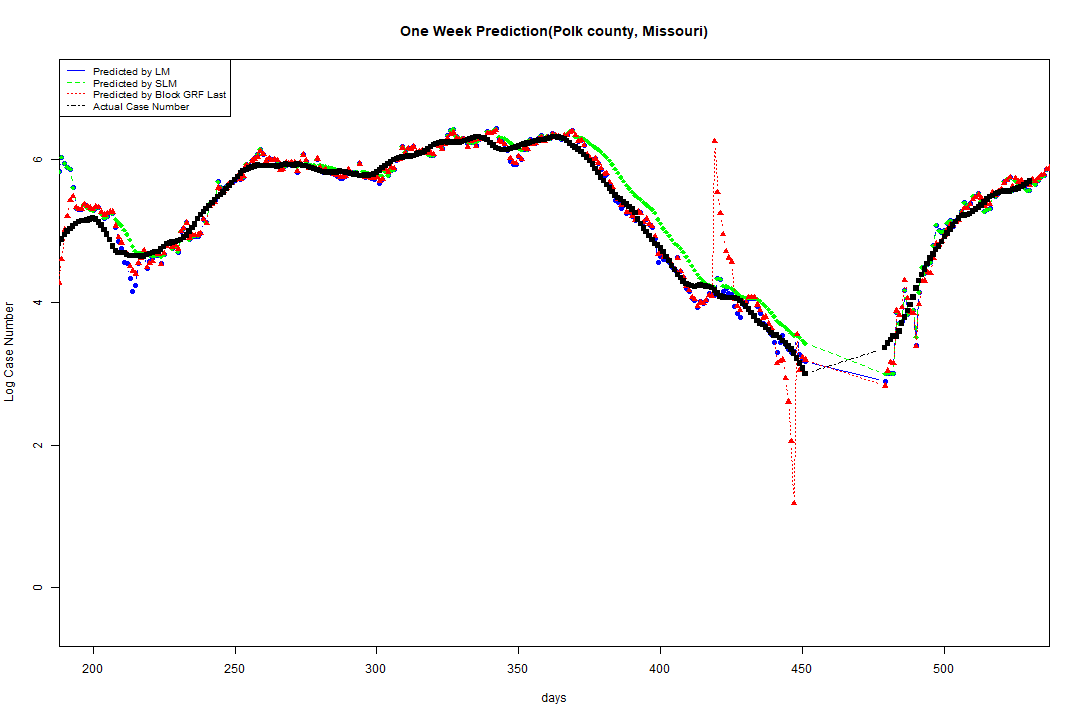 One Week Prediction(Polk county, Missouri)
Predicted by LM
Predicted by SLM
Predicted by Block GRF Last
Actual Case Number
6
4
2
0
Log Case Number
200 250 300 350 400 450 500
days